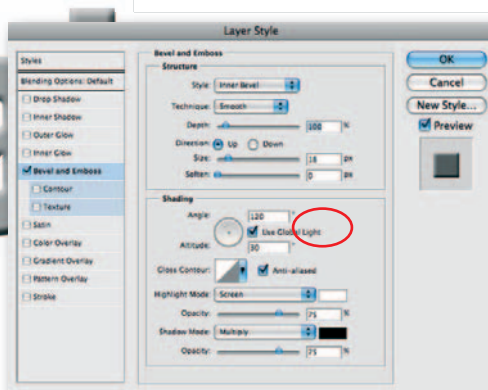 Layer Style
Styles
Blending Options: Default
Drop Shadow
Inner Shadow
Outer Glow
Inner Glow
Bevel and Emboss
Contour
Texture
Satin
Color Overlay
Gradient Overlay
Pattern Overlay
Stroke
Bevel and Emboss
Structure
Style: Inner Bevel
Technique: Smooth
Depth: 100 %
Direction: Up Down
Size: 18 px
Soften: 0 px
Shading
Angle: 120 °
Use Global Light
Altitude: 30 °
Gloss Contour: Anti-aliased
Highlight Mode: Screen
Opacity: 75 %
Shadow Mode: Multiply
Opacity: 75 %
OK
Cancel
New Style...
Preview